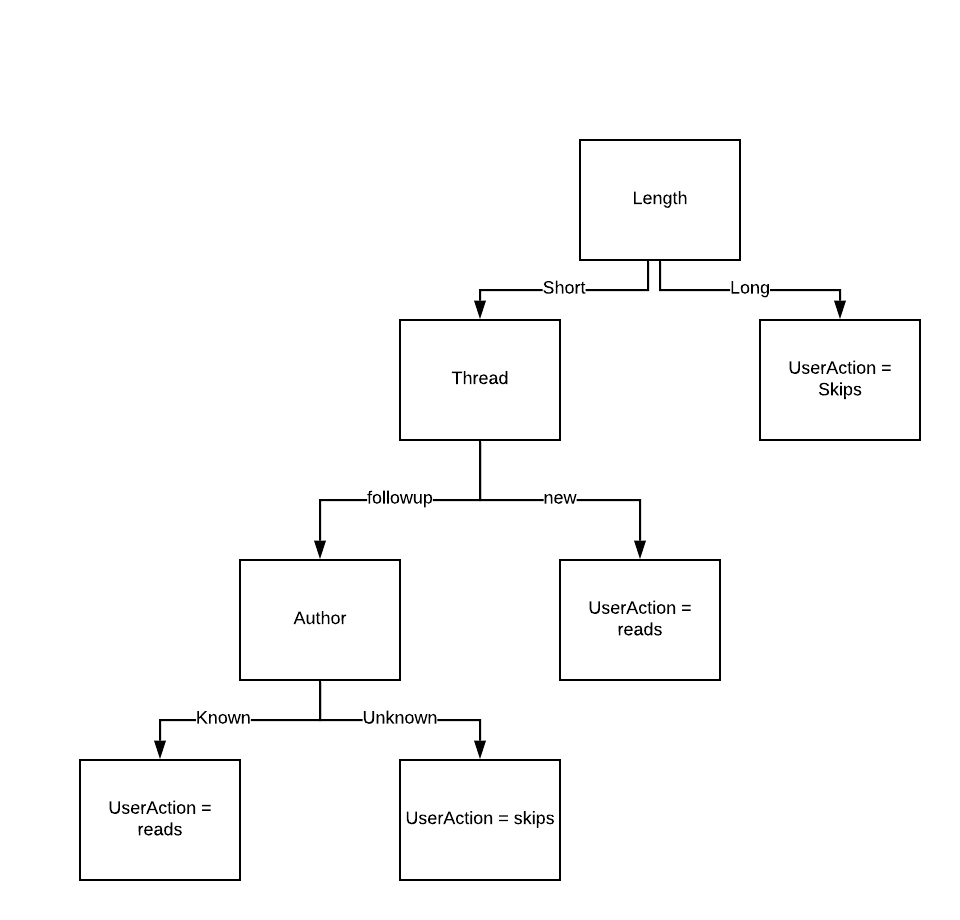 Length
Short
Long
Thread
UserAction =
Skips
followup
new
Author
UserAction =
reads
Known
Unknown
UserAction =
reads
UserAction = skips